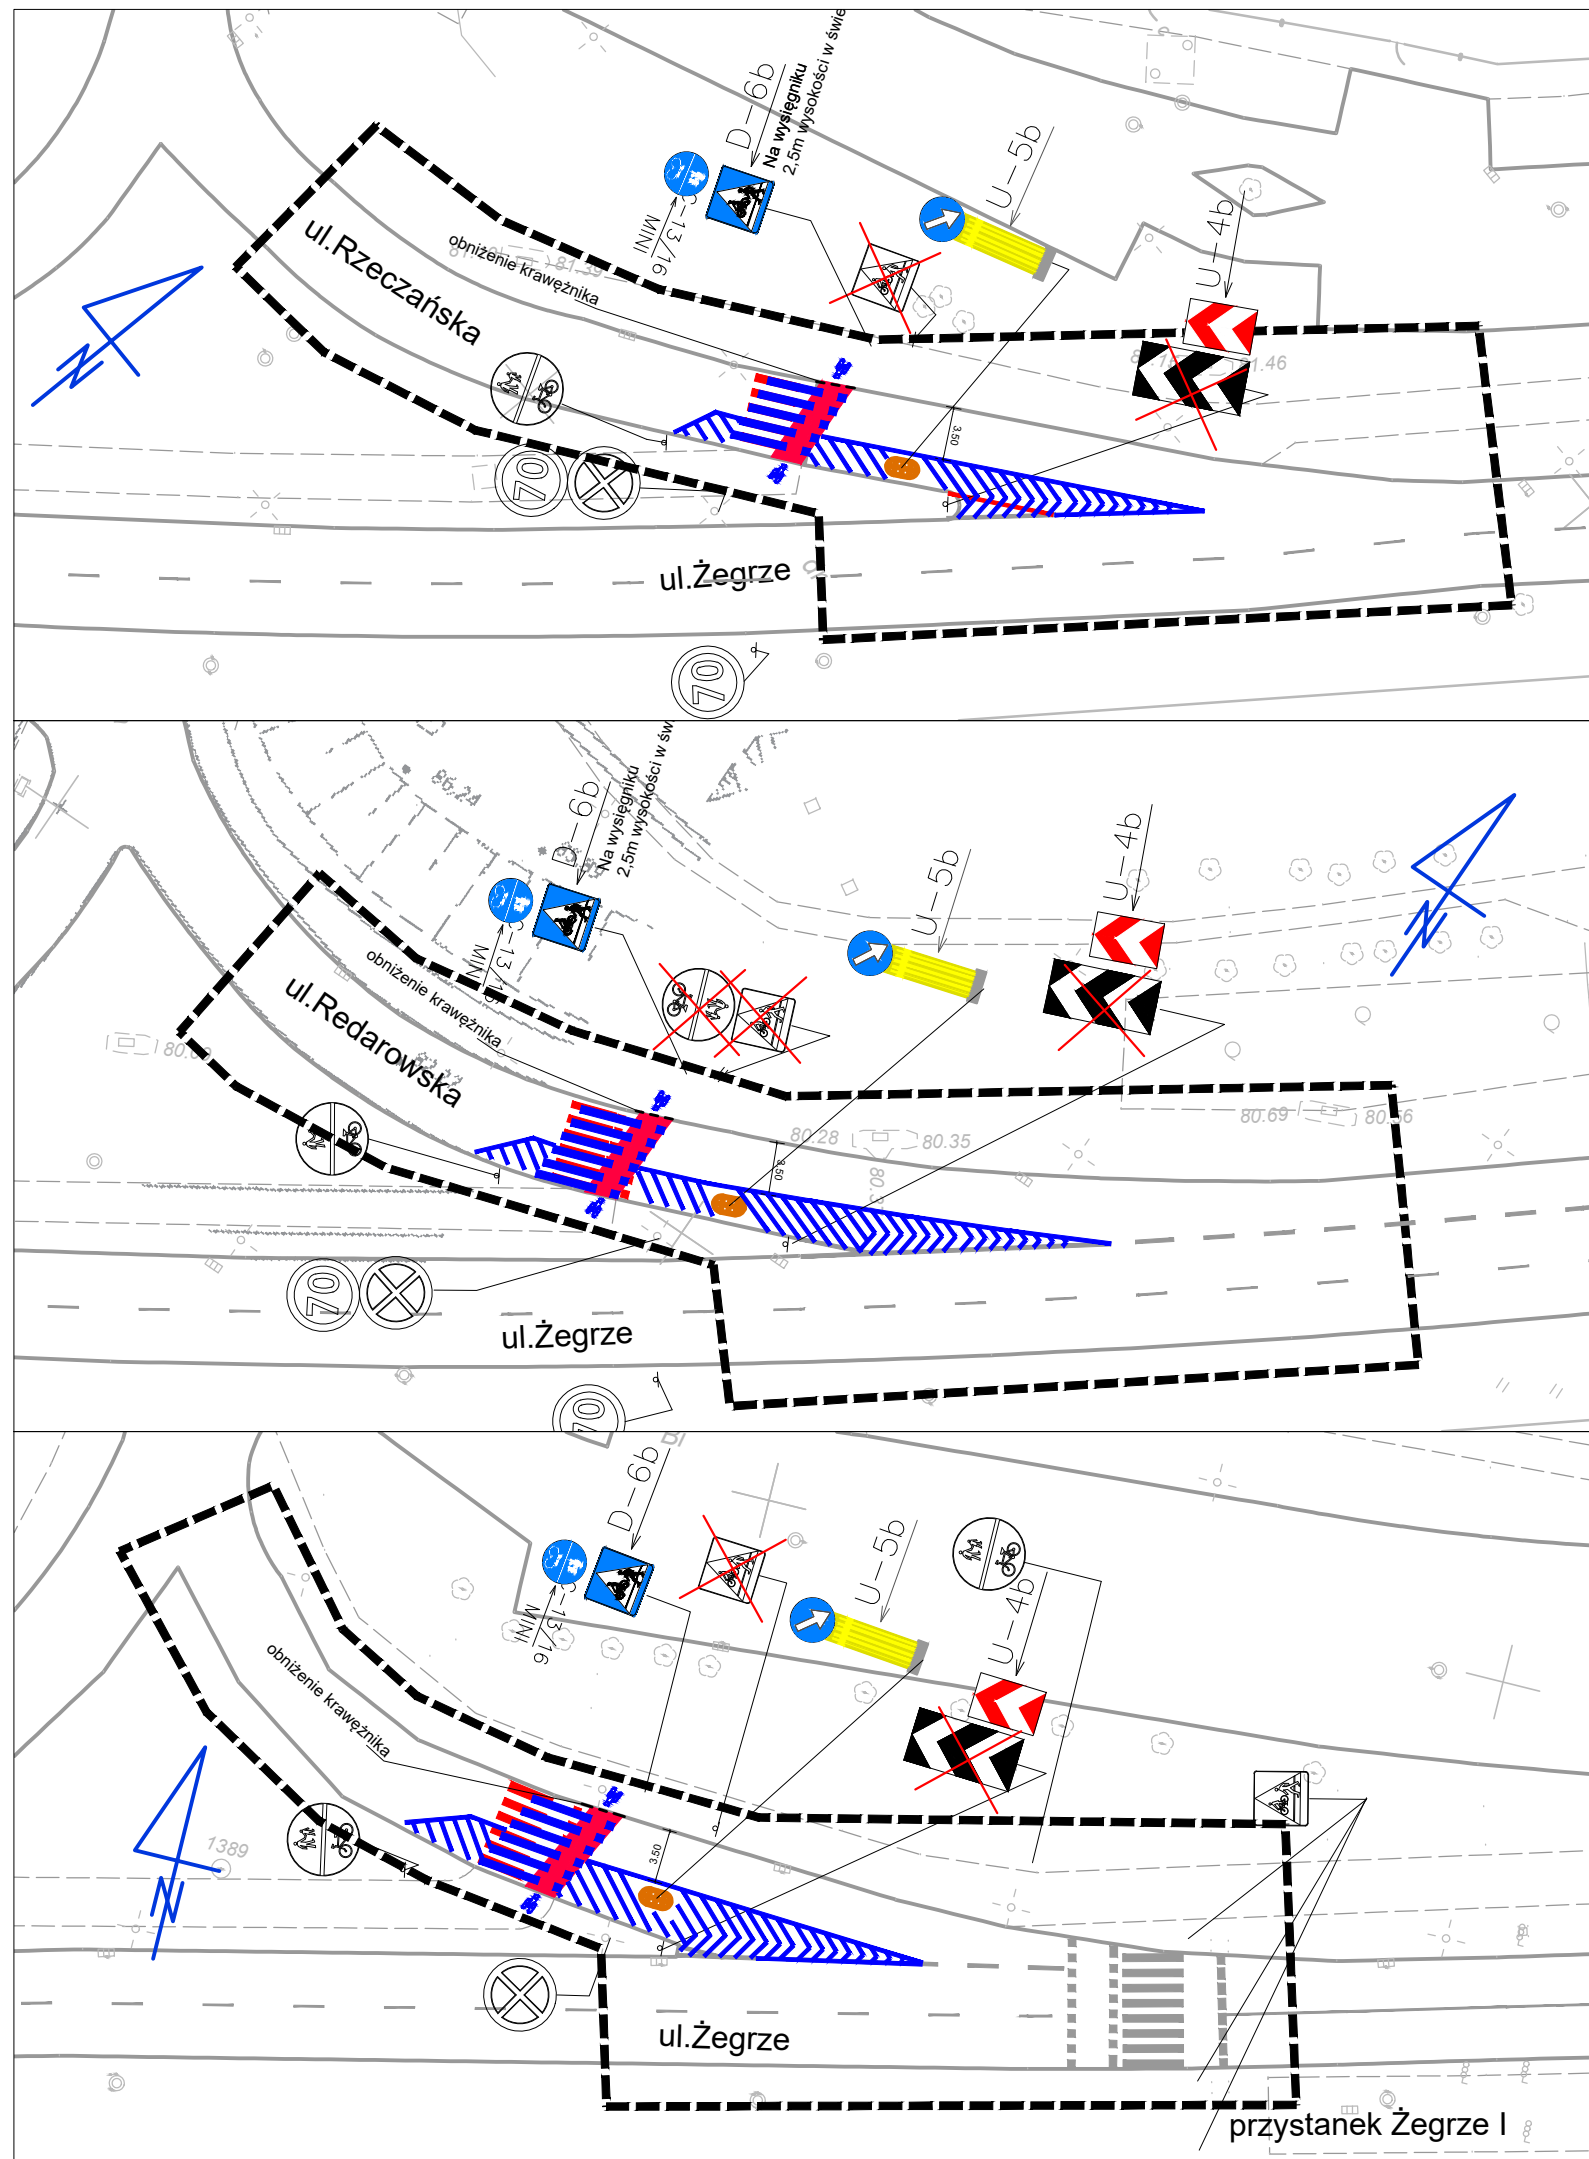 D-6b
Na wysięgniku
2,5m wysokości w świe
C-13/16
MINI
U-5b
U-4b
obniżenie krawężnika
81.39
81.46
ul.Rzeczańska
3.50
70
ul.Żegrze
70
86.24
D-6b
Na wysięgniku
2,5m wysokości w św
C-13/16
MINI
U-5b
U-4b
obniżenie krawężnika
ul.Redarowska
80.28
80.35
80.69
80.56
3.50
70
ul.Żegrze
70
BI
D-6b
C-13/16
MINI
U-5b
U-4b
obniżenie krawężnika
1389
3.50
ul.Żegrze
przystanek Żegrze I